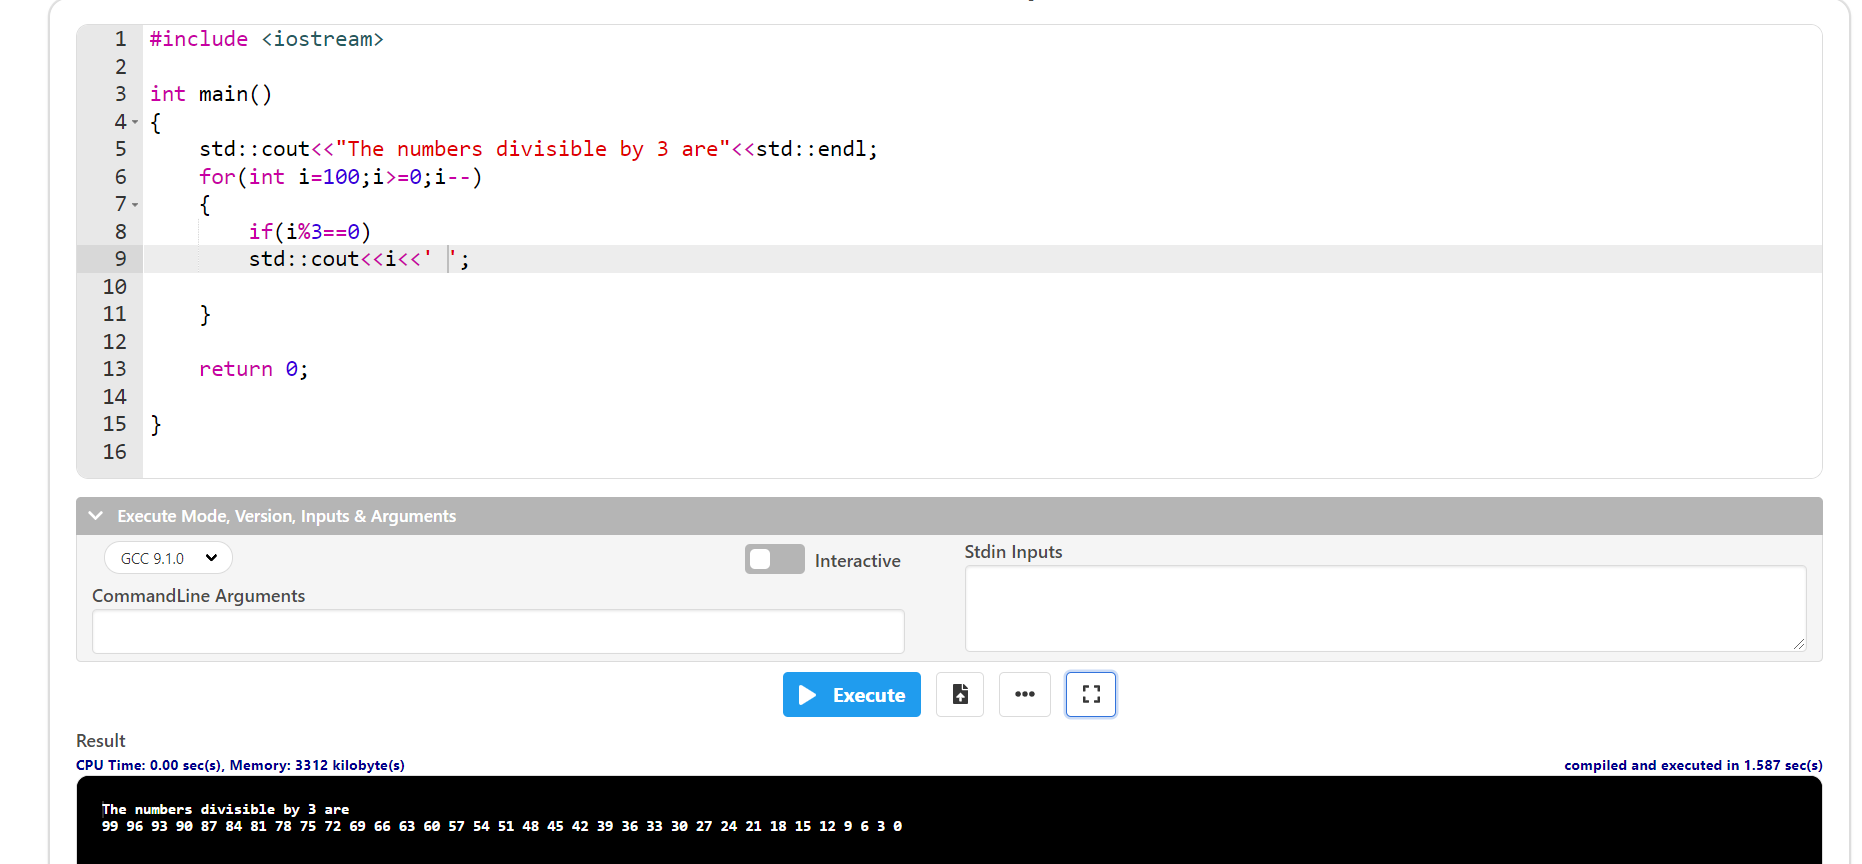 1 #include <iostream>
2
3 int main()
4 {
5     std::cout<<"The numbers divisible by 3 are"<<std::endl;
6     for(int i=100;i>=0;i--)
7     {
8         if(i%3==0)
9         std::cout<<i<<' ';
10
11     }
12
13     return 0;
14
15 }
16
Execute Mode, Version, Inputs & Arguments
GCC 9.1.0
Interactive
Stdin Inputs
CommandLine Arguments
Execute
Result
CPU Time: 0.00 sec(s), Memory: 3312 kilobyte(s)
compiled and executed in 1.587 sec(s)
The numbers divisible by 3 are
99 96 93 90 87 84 81 78 75 72 69 66 63 60 57 54 51 48 45 42 39 36 33 30 27 24 21 18 15 12 9 6 3 0